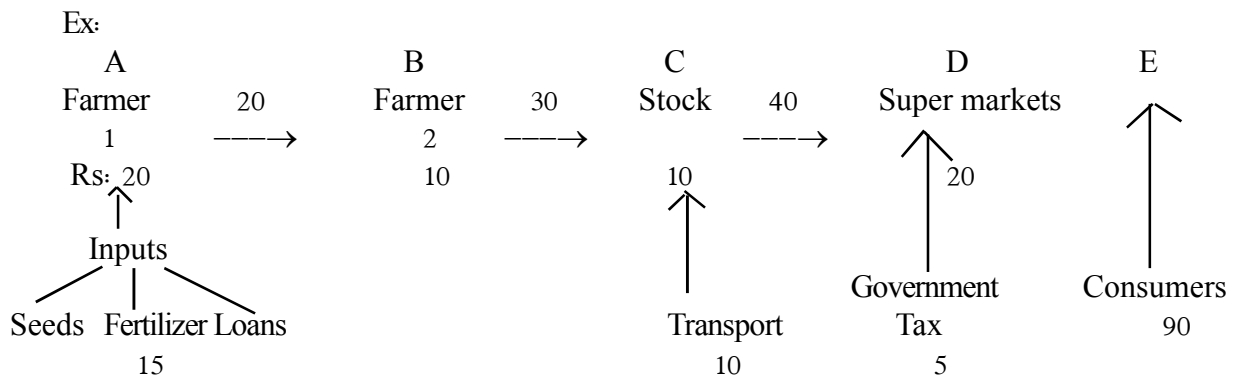 Ex:
A B C D E
Farmer 20 Farmer 30 Stock 40 Super markets
1 ----→ 2 ----→ ----→
Rs: 20 10 10 20
Inputs
Government Consumers
Seeds Fertilizer Loans Transport Tax 90
15 10 5